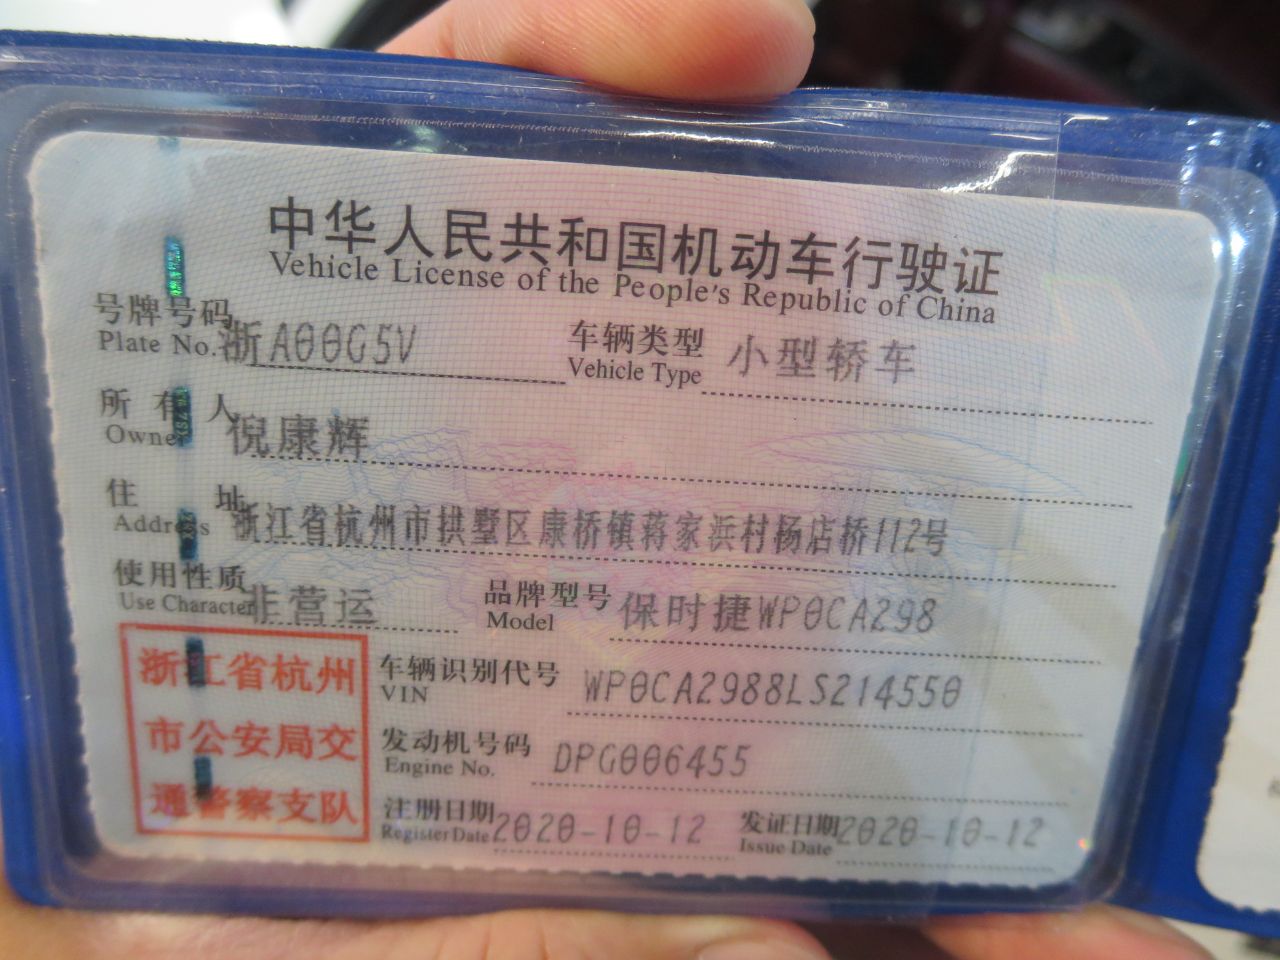 中华人民共和国机动车行驶证
Vehicle License of the People's Republic of China
号牌号码 浙A00G5V 车辆类型 小型轿车
Plate No. Vehicle Type
所有人 倪康辉
Owner
住址 浙江省杭州市拱墅区康桥镇蒋家浜村杨店桥112号
Address
使用性质 非营运 品牌型号 保时捷WP0CA298
Use Character Model
浙江省杭州
市公安局交
通警察支队
车辆识别代号 WP0CA2988LS214550
VIN
发动机号码 DPG006455
Engine No.
注册日期 2020-10-12 发证日期 2020-10-12
Register Date Issue Date